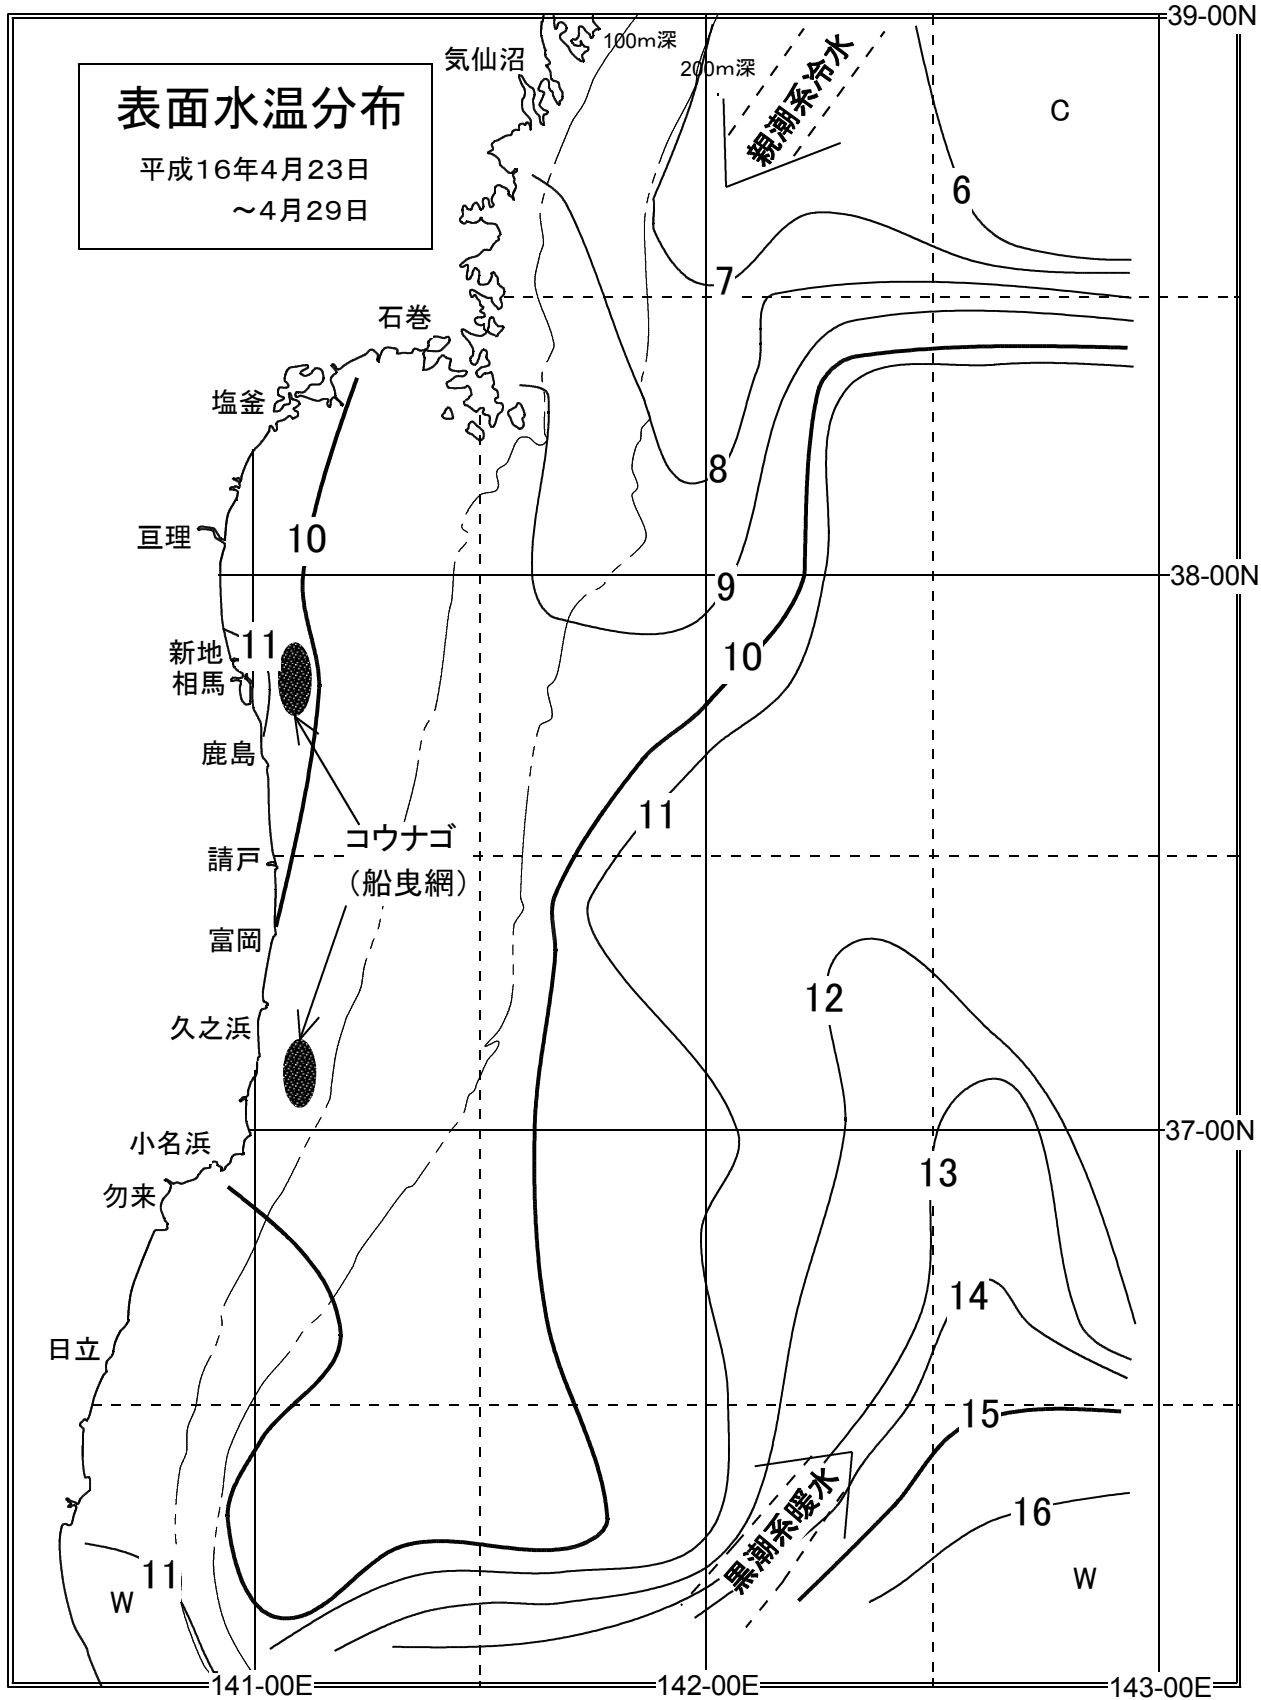 39-00N
100m深
気仙沼
200m深
親潮系冷水
C
表面水温分布
平成16年4月23日
～4月29日
6
7
石巻
塩釜
8
亘理
10
38-00N
9
11
新地
10
相馬
鹿島
11
コウナゴ
請戸
（船曳網）
富岡
12
久之浜
37-00N
小名浜
13
勿来
14
日立
15
黒潮系暖水
16
11
W
W
141-00E
142-00E
143-00E